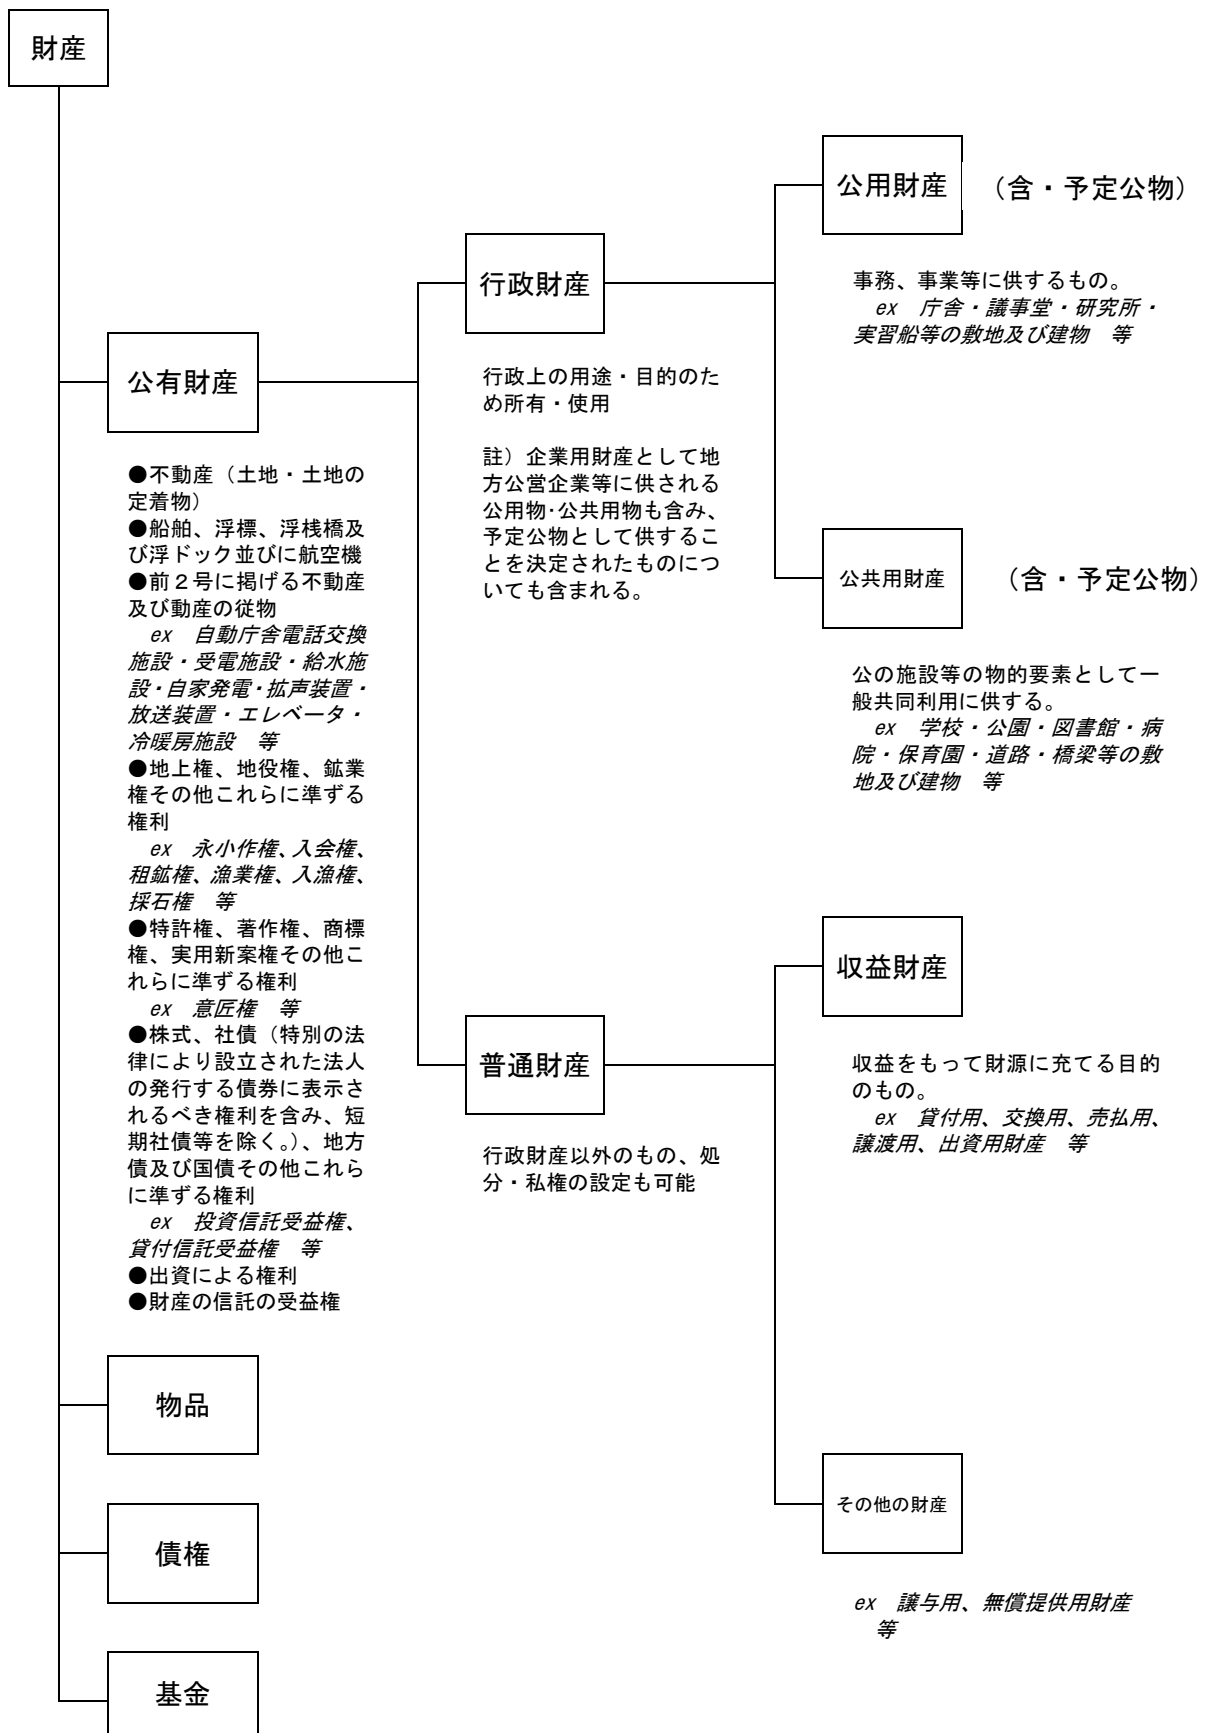 財産
公有財産
●不動産（土地・土地の
定着物）
●船舶、浮標、浮桟橋及
び浮ドック並びに航空機
●前２号に掲げる不動産
及び動産の従物
ex　自動庁舎電話交換
施設・受電施設・給水施
設・自家発電・拡声装置・
放送装置・エレベータ・
冷暖房施設　等
●地上権、地役権、鉱業
権その他これらに準ずる
権利
ex　永小作権、入会権、
租鉱権、漁業権、入漁権、
採石権　等
●特許権、著作権、商標
権、実用新案権その他こ
れらに準ずる権利
ex　意匠権　等
●株式、社債（特別の法
律により設立された法人
の発行する債券に表示さ
れるべき権利を含み、短
期社債等を除く。）、地方
債及び国債その他これら
に準ずる権利
ex　投資信託受益権、
貸付信託受益権　等
●出資による権利
●財産の信託の受益権
物品
債権
基金
行政財産
行政上の用途・目的のた
め所有・使用
註）企業用財産として地
方公営企業等に供される
公用物･公共用物も含み、
予定公物として供するこ
とを決定されたものにつ
いても含まれる。
普通財産
行政財産以外のもの、処
分・私権の設定も可能
公用財産　（含・予定公物）
事務、事業等に供するもの。
ex　庁舎・議事堂・研究所・
実習船等の敷地及び建物　等
公共用財産　（含・予定公物）
公の施設等の物的要素として一
般共同利用に供する。
ex　学校・公園・図書館・病
院・保育園・道路・橋梁等の敷
地及び建物　等
収益財産
収益をもって財源に充てる目的
のもの。
ex　貸付用、交換用、売払用、
譲渡用、出資用財産　等
その他の財産
ex　譲与用、無償提供用財産
等